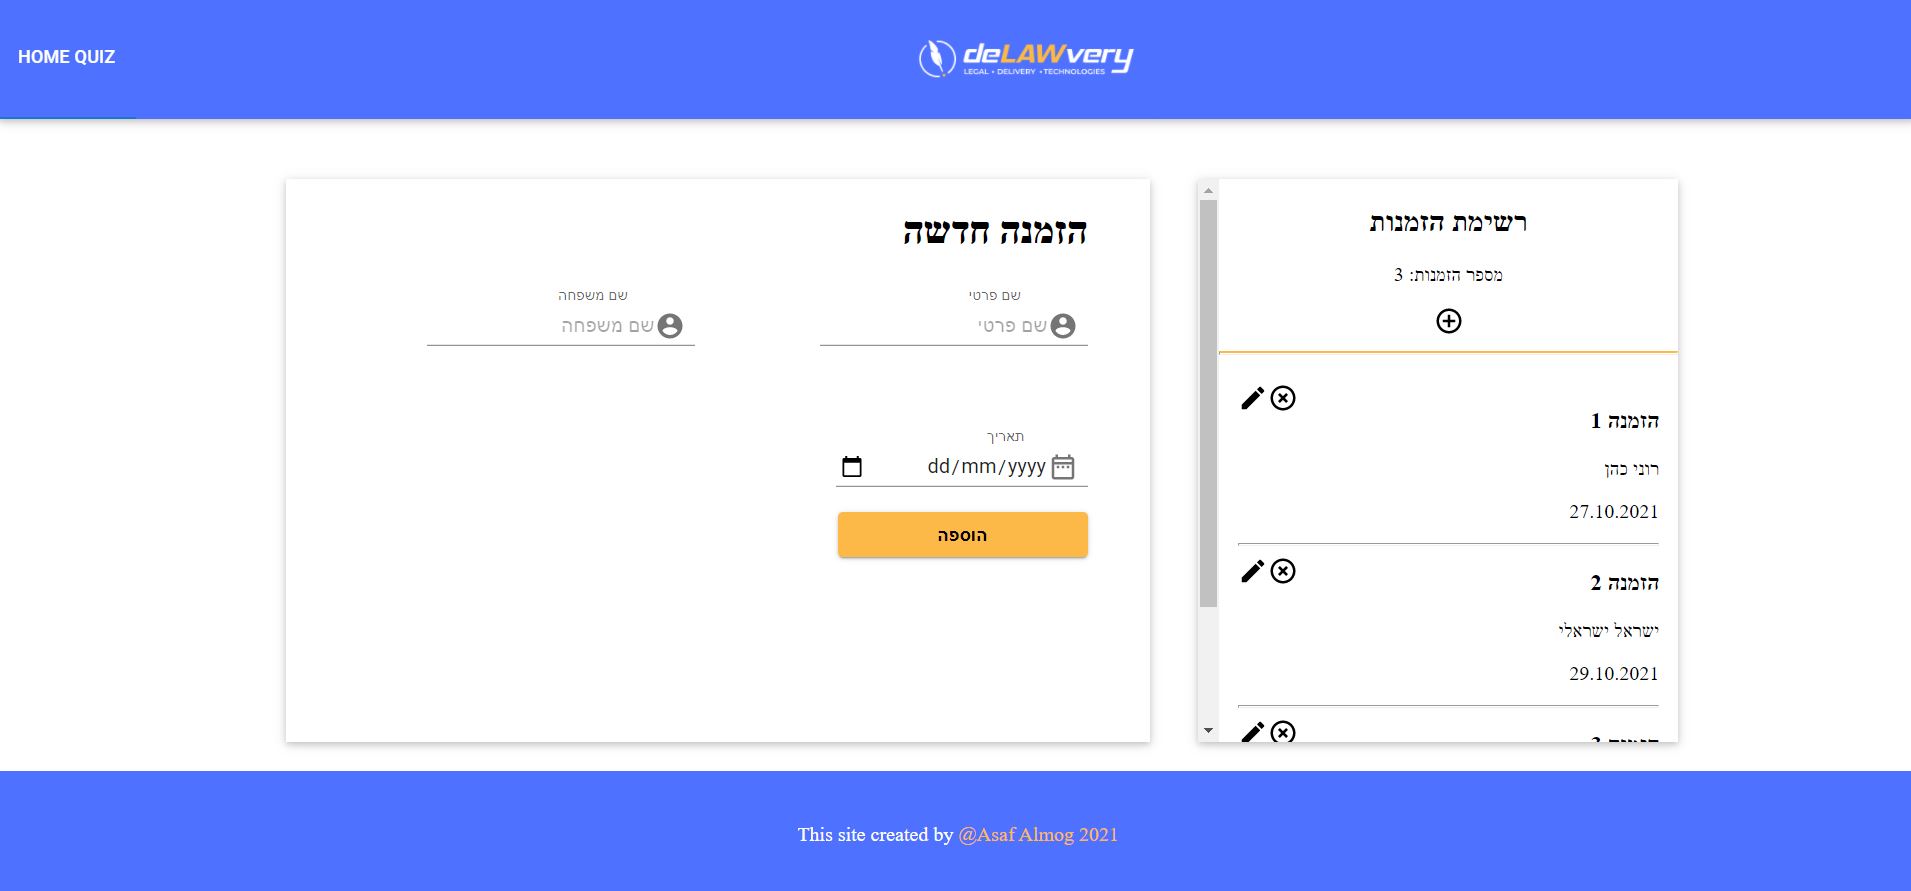 HOME QUIZ
deLAWvery
LEGAL • DELIVERY • TECHNOLOGIES
רשימת הזמנות
מספר הזמנות: 3
הזמנה 1
רוני כהן
27.10.2021
הזמנה 2
ישראל ישראלי
29.10.2021
הזמנה חדשה
שם פרטי
שם פרטי
שם משפחה
שם משפחה
תאריך
dd/mm/yyyy
הוספה
This site created by @Asaf Almog 2021